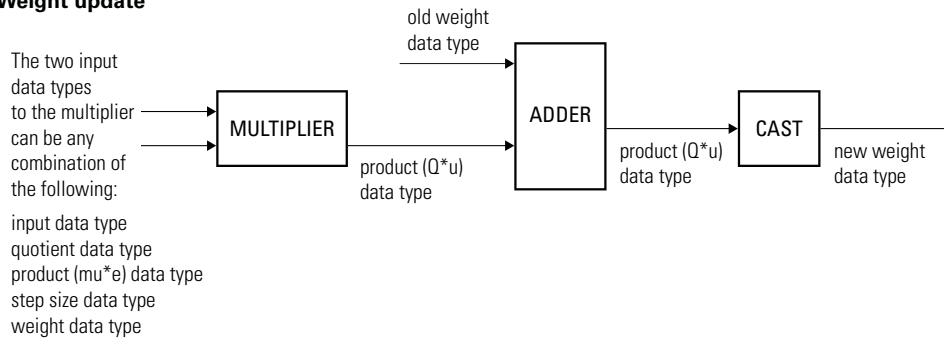 Weight update
old weight
data type
The two input
data types
to the multiplier
can be any
combination of
the following:
input data type
quotient data type
product (mu*e) data type
step size data type
weight data type
MULTIPLIER
product (Q*u)
data type
ADDER
product (Q*u)
data type
CAST
new weight
data type